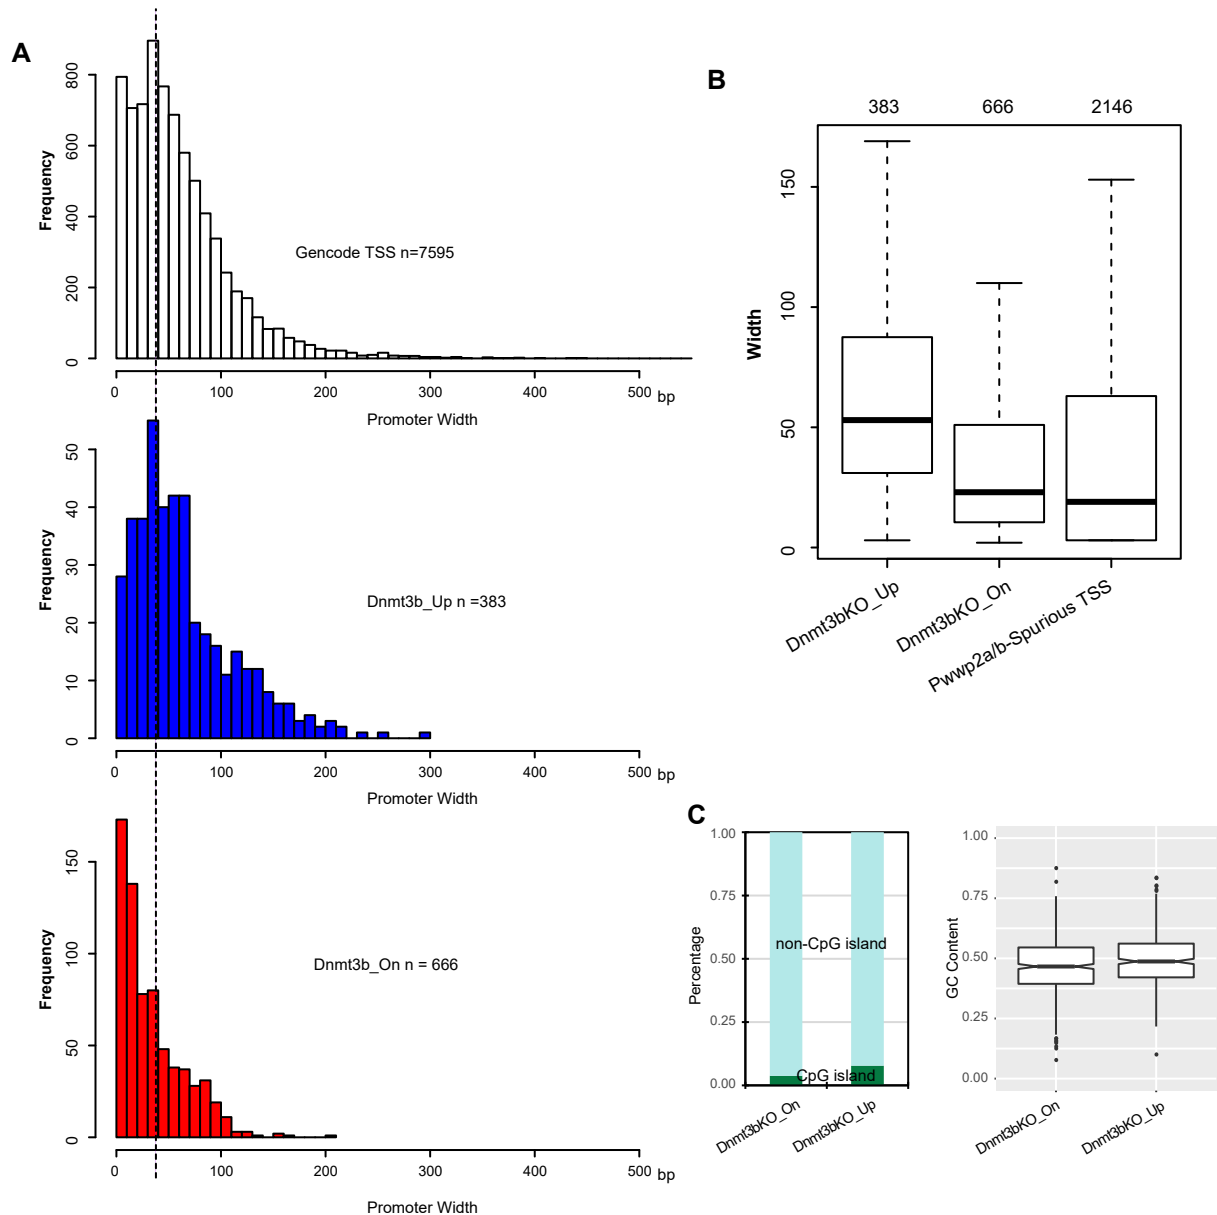 A
Frequency
800
600
400
200
0
Gencode TSS n=7595
0 100 200 300 400 500 bp
Promoter Width
Frequency
50
40
30
20
10
0
Dnmt3b_Up n =383
0 100 200 300 400 500 bp
Promoter Width
Frequency
150
100
50
0
Dnmt3b_On n = 666
0 100 200 300 400 500 bp
Promoter Width
B
383 666 2146
Width
150
100
50
0
Dnmt3bKO_Up
Dnmt3bKO_On
Pwwp2a/b-Spurious TSS
C
Percentage
1.00
0.75
0.50
0.25
0.00
non-CpG island
CpG island
Dnmt3bKO_On
Dnmt3bKO_Up
GC Content
1.00
0.75
0.50
0.25
0.00
Dnmt3bKO_On
Dnmt3bKO_Up